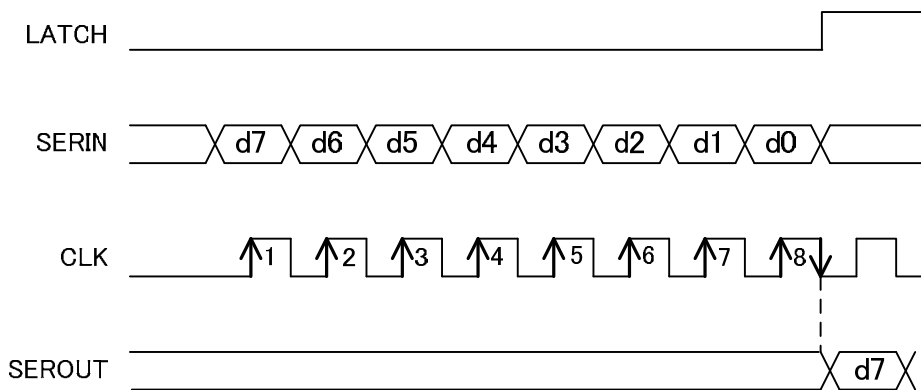 LATCH
SERIN d7 d6 d5 d4 d3 d2 d1 d0
CLK 1 2 3 4 5 6 7 8
SEROUT d7